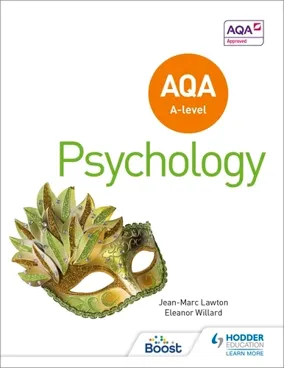 AQA
Approved
AQA
A-level
Psychology
Jean-Marc Lawton
Eleanor Willard
Boost
HODDER
EDUCATION
LEARN MORE